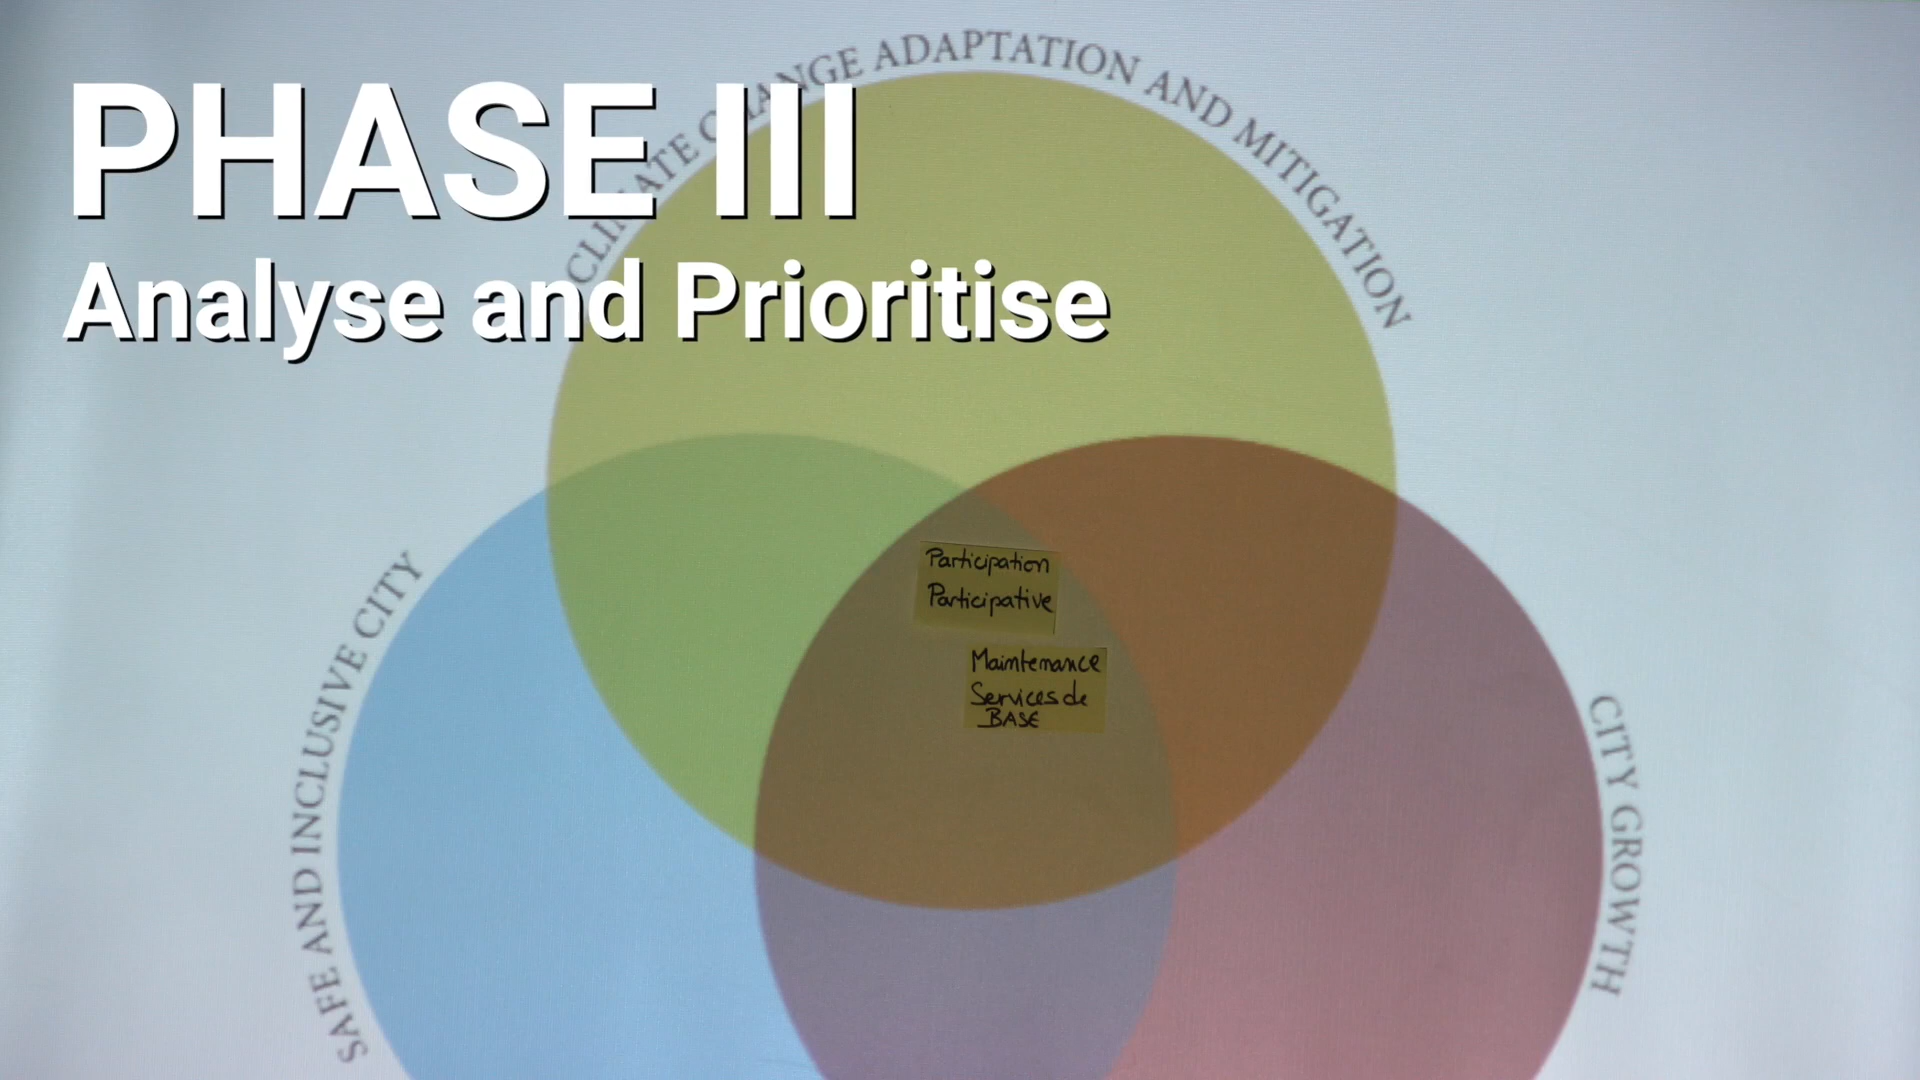 PHASE III
Analyse and Prioritise
CLIMATE CHANGE ADAPTATION AND MITIGATION
SAFE AND INCLUSIVE CITY
CITY GROWTH
Participation
Participative
Maintenance
Services de
BASE